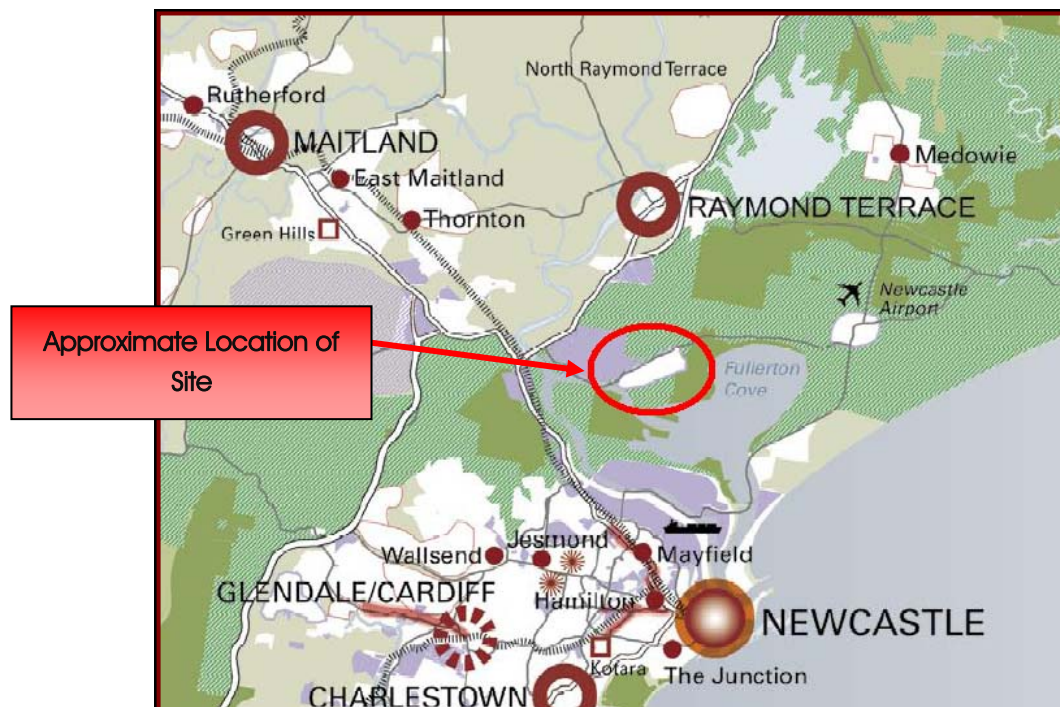 North Raymond Terrace
Rutherford
MAITLAND
Medowie
East Maitland
RAYMOND TERRACE
Thornton
Green Hills
Newcastle
Airport
Approximate Location of
Site
Fullerton
Cove
Jesmond
Wallsend
Mayfield
GLENDALE/CARDIFF
Hamilton
NEWCASTLE
Kotara
The Junction
CHARLESTOWN